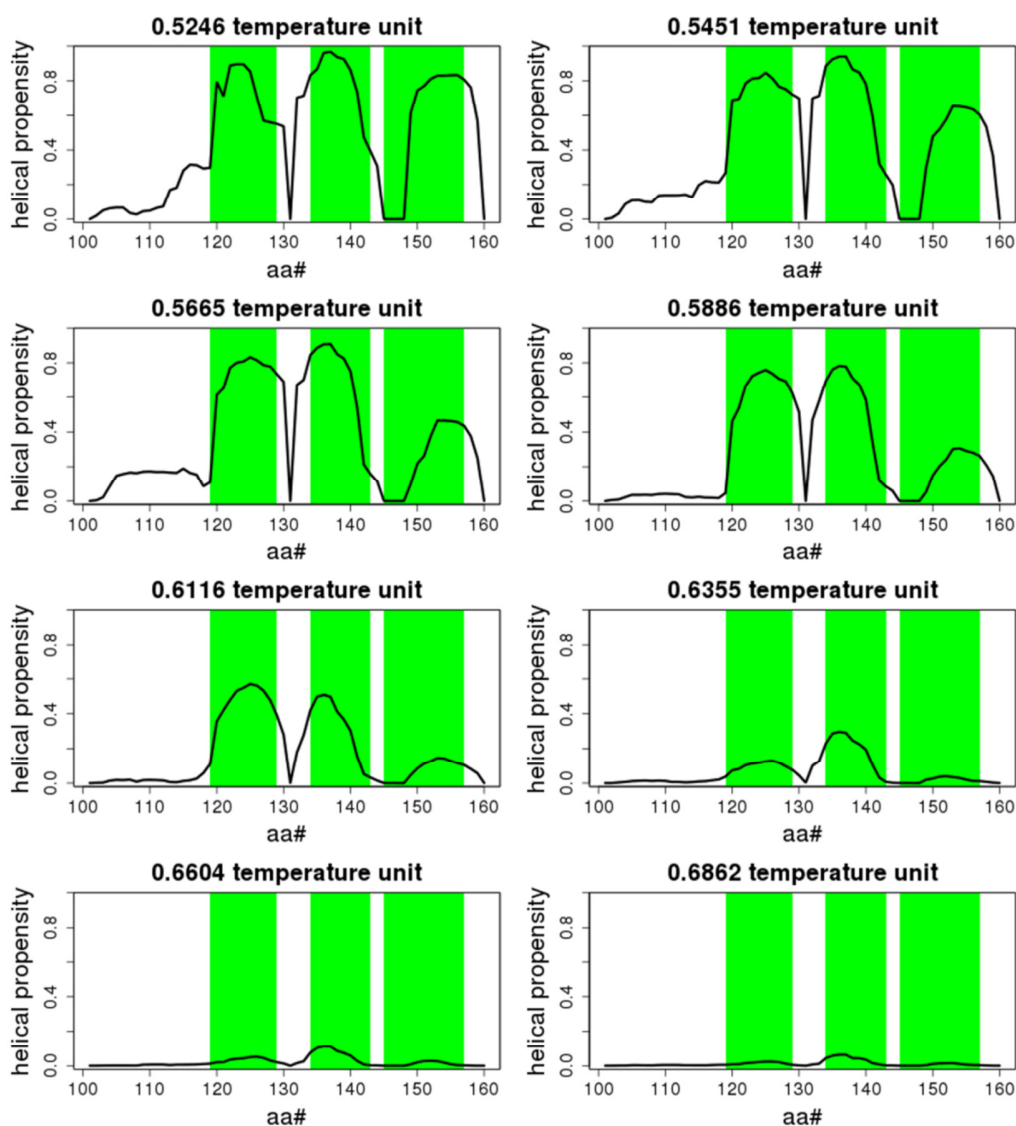 0.5246 temperature unit
helical propensity
0.0 0.4 0.8
100 110 120 130 140 150 160
aa#
0.5451 temperature unit
helical propensity
0.0 0.4 0.8
100 110 120 130 140 150 160
aa#
0.5665 temperature unit
helical propensity
0.0 0.4 0.8
100 110 120 130 140 150 160
aa#
0.5886 temperature unit
helical propensity
0.0 0.4 0.8
100 110 120 130 140 150 160
aa#
0.6116 temperature unit
helical propensity
0.0 0.4 0.8
100 110 120 130 140 150 160
aa#
0.6355 temperature unit
helical propensity
0.0 0.4 0.8
100 110 120 130 140 150 160
aa#
0.6604 temperature unit
helical propensity
0.0 0.4 0.8
100 110 120 130 140 150 160
aa#
0.6862 temperature unit
helical propensity
0.0 0.4 0.8
100 110 120 130 140 150 160
aa#